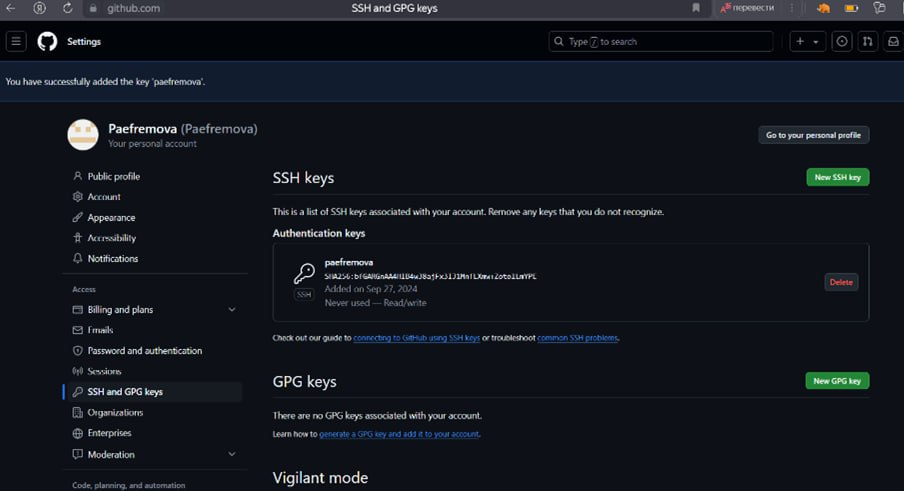 github.com
SSH and GPG keys
перевести
Settings
Type / to search
You have successfully added the key 'paefremova'.
Paefremova (Paefremova)
Your personal account
Go to your personal profile
Public profile
Account
Appearance
Accessibility
Notifications
Access
Billing and plans
Emails
Password and authentication
Sessions
SSH and GPG keys
Organizations
Enterprises
Moderation
Code, planning, and automation
SSH keys
New SSH key
This is a list of SSH keys associated with your account. Remove any keys that you do not recognize.
Authentication keys
paefremova
SSH
Added on Sep 27, 2024
Never used — Read/write
Delete
Check out our guide to connecting to GitHub using SSH keys or troubleshoot common SSH problems.
GPG keys
New GPG key
There are no GPG keys associated with your account.
Learn how to generate a GPG key and add it to your account.
Vigilant mode